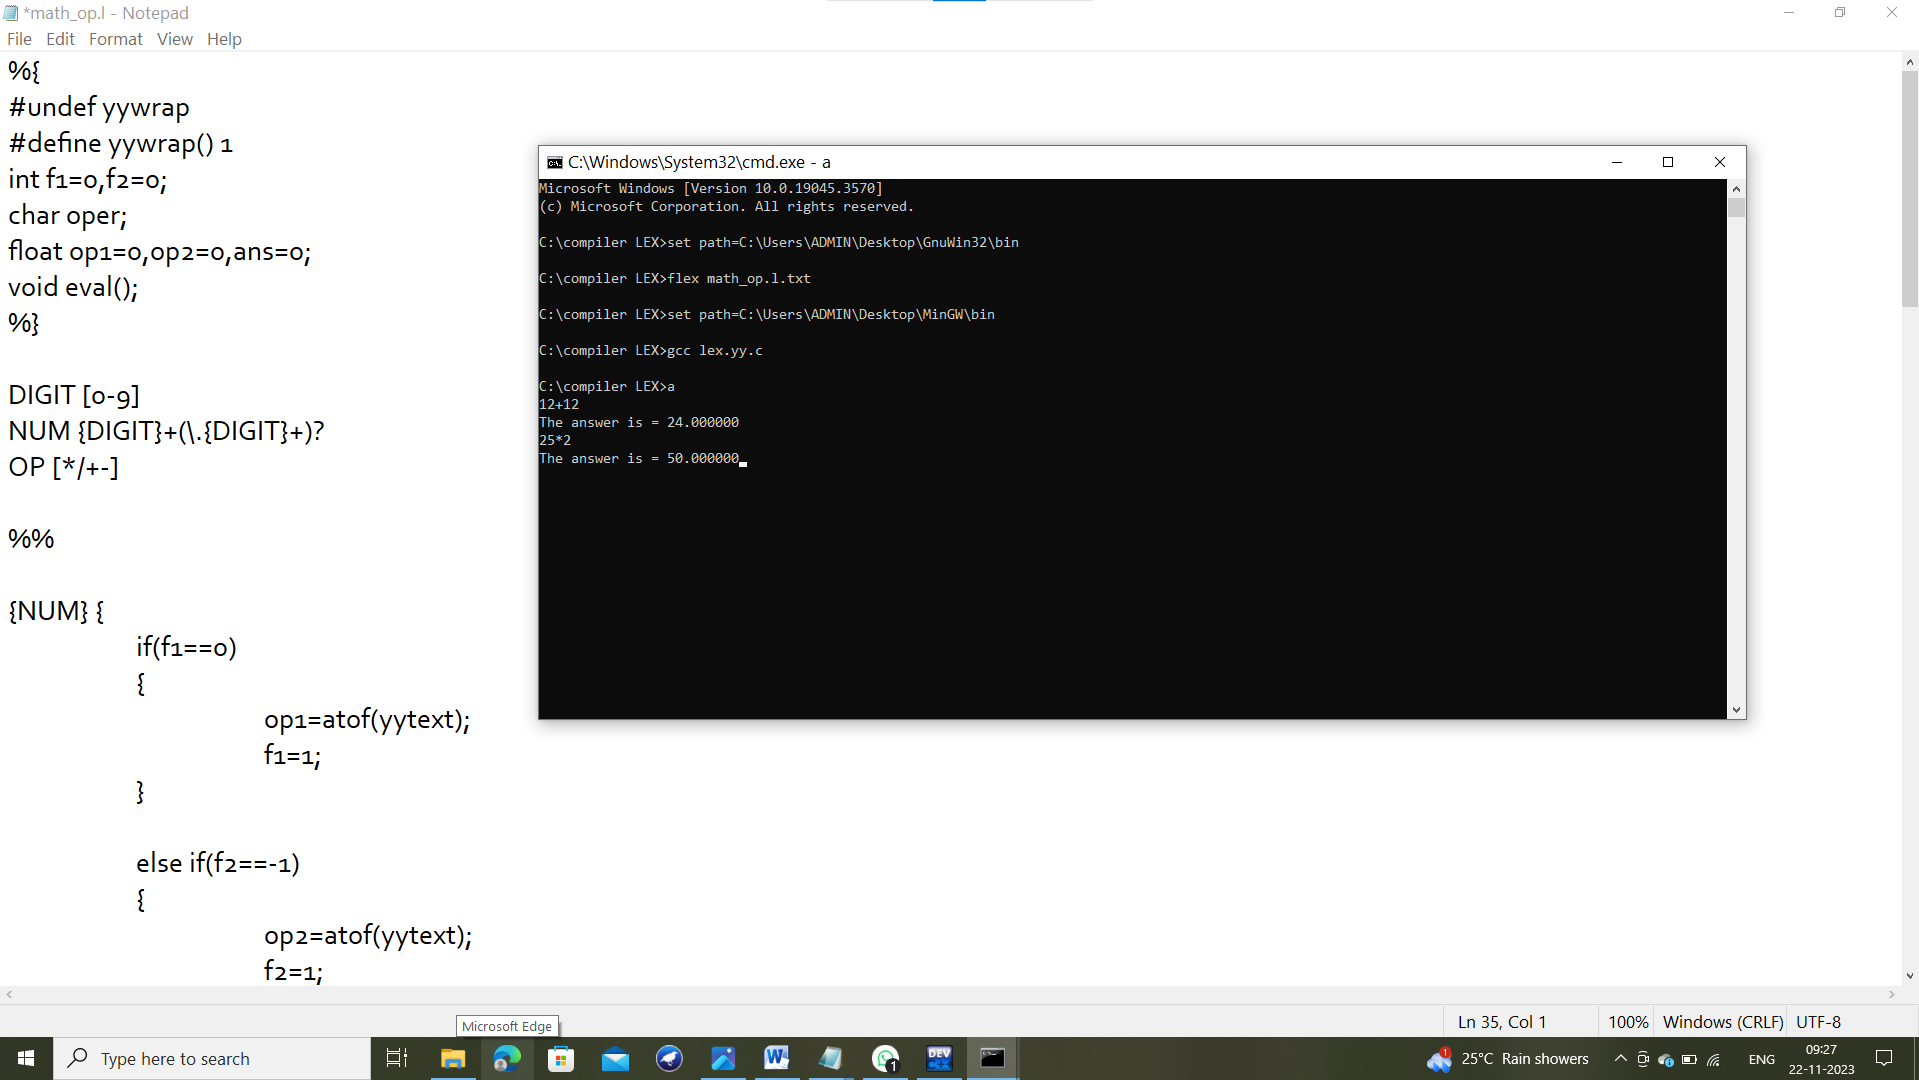 *math_op.l - Notepad
File Edit Format View Help
%{
#undef yywrap
#define yywrap() 1
int f1=0,f2=0;
char oper;
float op1=0,op2=0,ans=0;
void eval();
%}
DIGIT [0-9]
NUM {DIGIT}+(\.{DIGIT}+)?
OP [*/+-]
%%
{NUM} {
if(f1==0)
{
op1=atof(yytext);
f1=1;
}
else if(f2==-1)
{
op2=atof(yytext);
f2=1;
C:\Windows\System32\cmd.exe - a
Microsoft Windows [Version 10.0.19045.3570]
(c) Microsoft Corporation. All rights reserved.
C:\compiler LEX>set path=C:\Users\ADMIN\Desktop\GnuWin32\bin
C:\compiler LEX>flex math_op.l.txt
C:\compiler LEX>set path=C:\Users\ADMIN\Desktop\MinGW\bin
C:\compiler LEX>gcc lex.yy.c
C:\compiler LEX>a
12+12
The answer is = 24.000000
25*2
The answer is = 50.000000
Ln 35, Col 1 100% Windows (CRLF) UTF-8
Microsoft Edge
Type here to search
W
1
DEV
C++
1
25°C Rain showers
ENG
09:27
22-11-2023